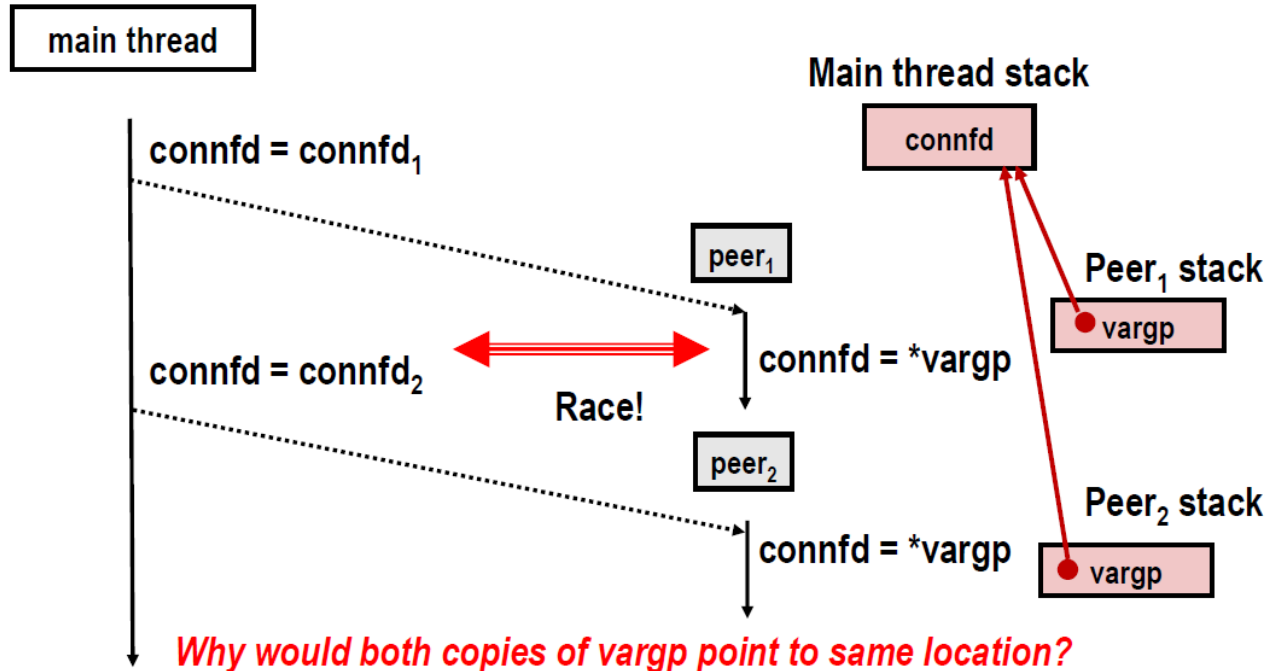 main thread
Main thread stack
connfd
connfd = connfd₁
peer₁
Peer₁ stack
vargp
connfd = connfd₂
Race!
connfd = *vargp
peer₂
Peer₂ stack
connfd = *vargp
vargp
Why would both copies of vargp point to same location?